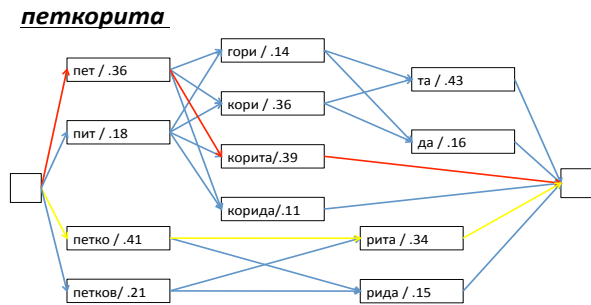 петкорита
гори / .14
пет / .36
та / .43
кори / .36
пит / .18
да / .16
корита/.39
корида/.11
петко / .41
рита / .34
петков/ .21
рида / .15